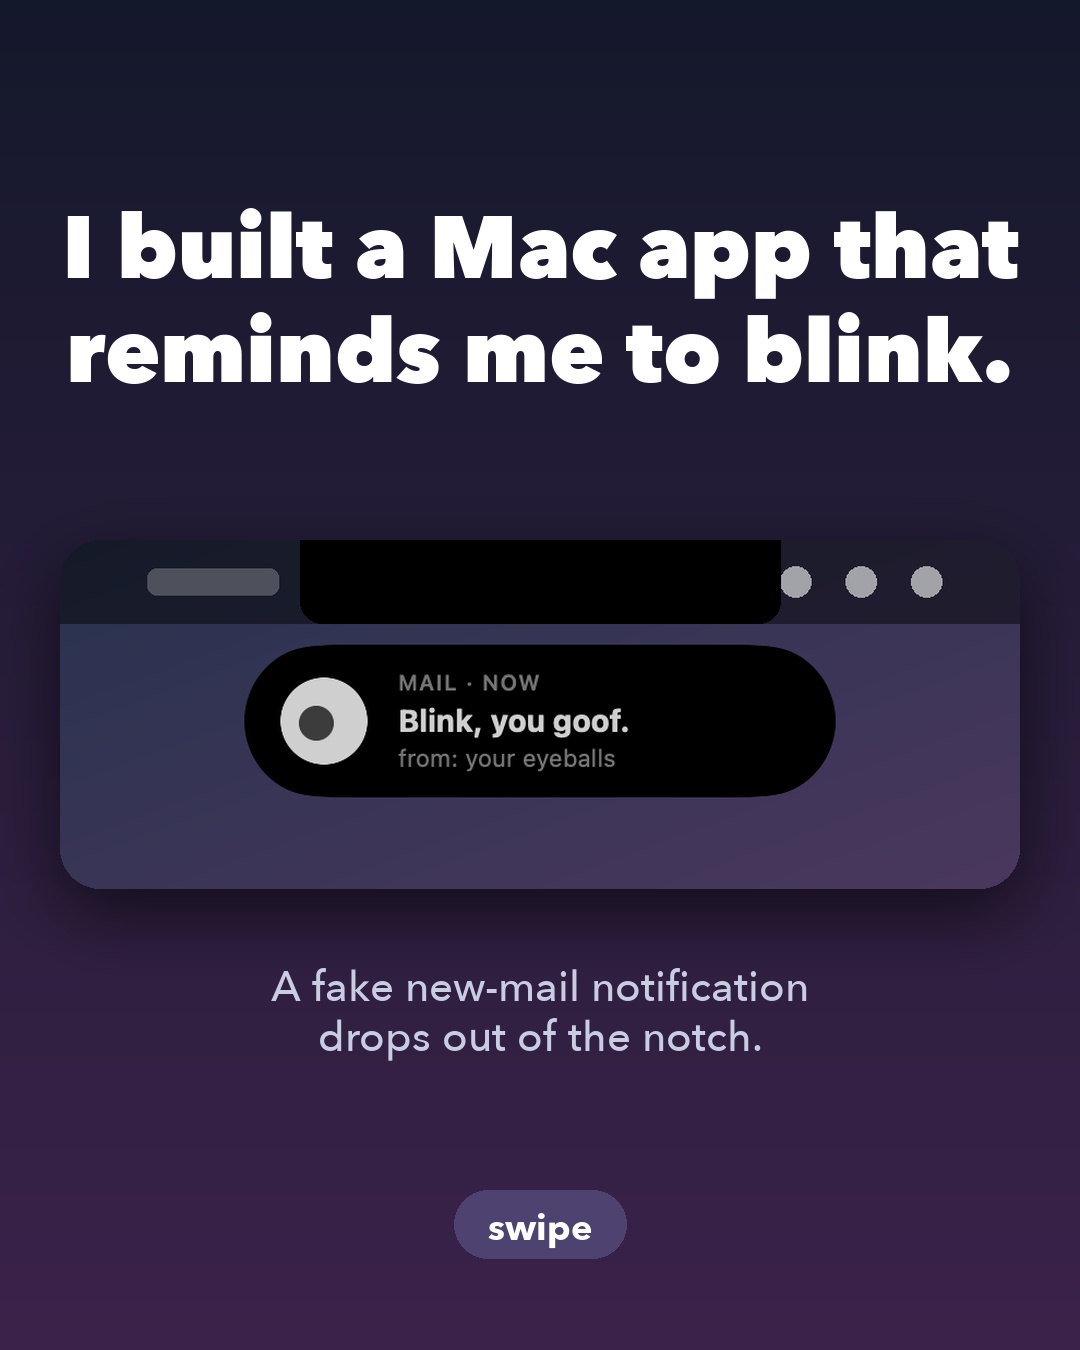 I built a Mac app that
reminds me to blink.
MAIL · NOW
Blink, you goof.
from: your eyeballs
A fake new-mail notification
drops out of the notch.
swipe